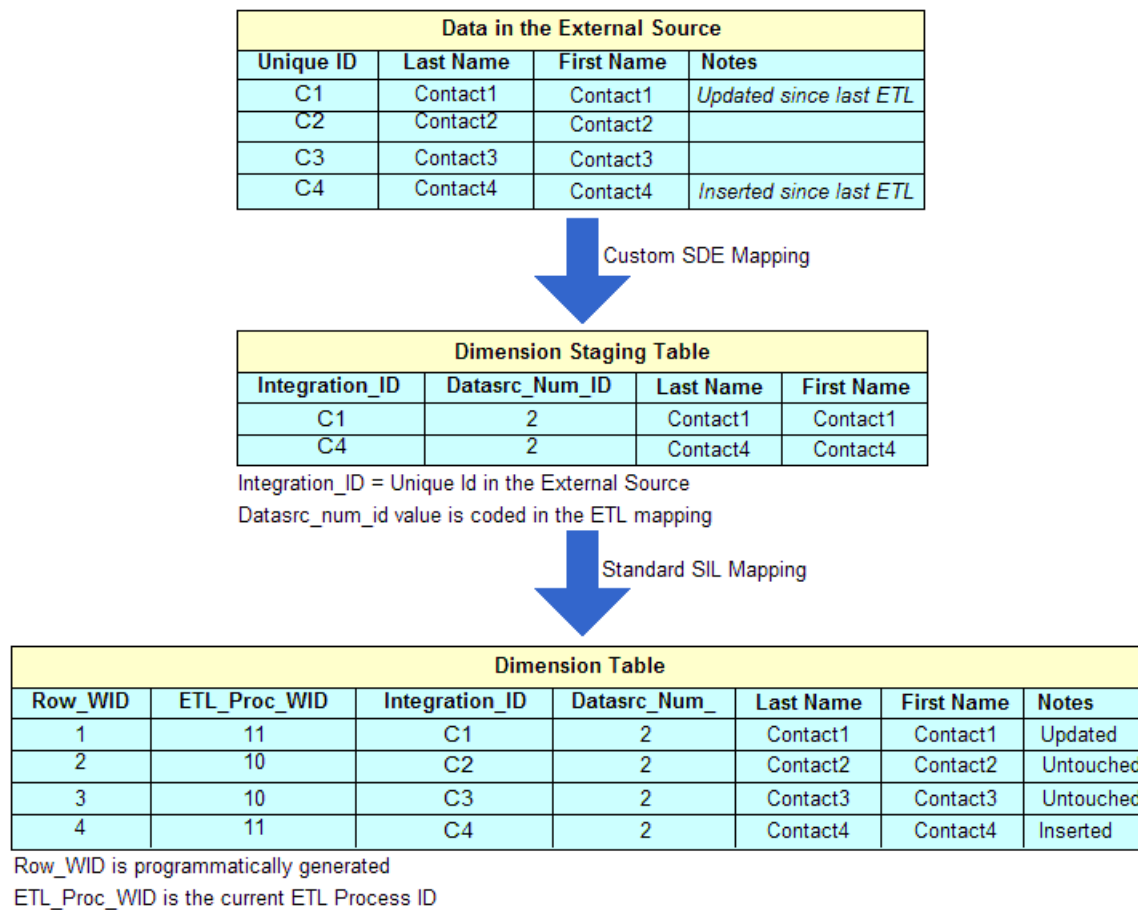 Data in the External Source
Unique ID Last Name First Name Notes
C1 Contact1 Contact1 Updated since last ETL
C2 Contact2 Contact2
C3 Contact3 Contact3
C4 Contact4 Contact4 Inserted since last ETL
Custom SDE Mapping
Dimension Staging Table
Integration_ID Datasrc_Num_ID Last Name First Name
C1 2 Contact1 Contact1
C4 2 Contact4 Contact4
Integration_ID = Unique Id in the External Source
Datasrc_num_id value is coded in the ETL mapping
Standard SIL Mapping
Dimension Table
Row_WID ETL_Proc_WID Integration_ID Datasrc_Num_ Last Name First Name Notes
1 11 C1 2 Contact1 Contact1 Updated
2 10 C2 2 Contact2 Contact2 Untouched
3 10 C3 2 Contact3 Contact3 Untouched
4 11 C4 2 Contact4 Contact4 Inserted
Row_WID is programmatically generated
ETL_Proc_WID is the current ETL Process ID